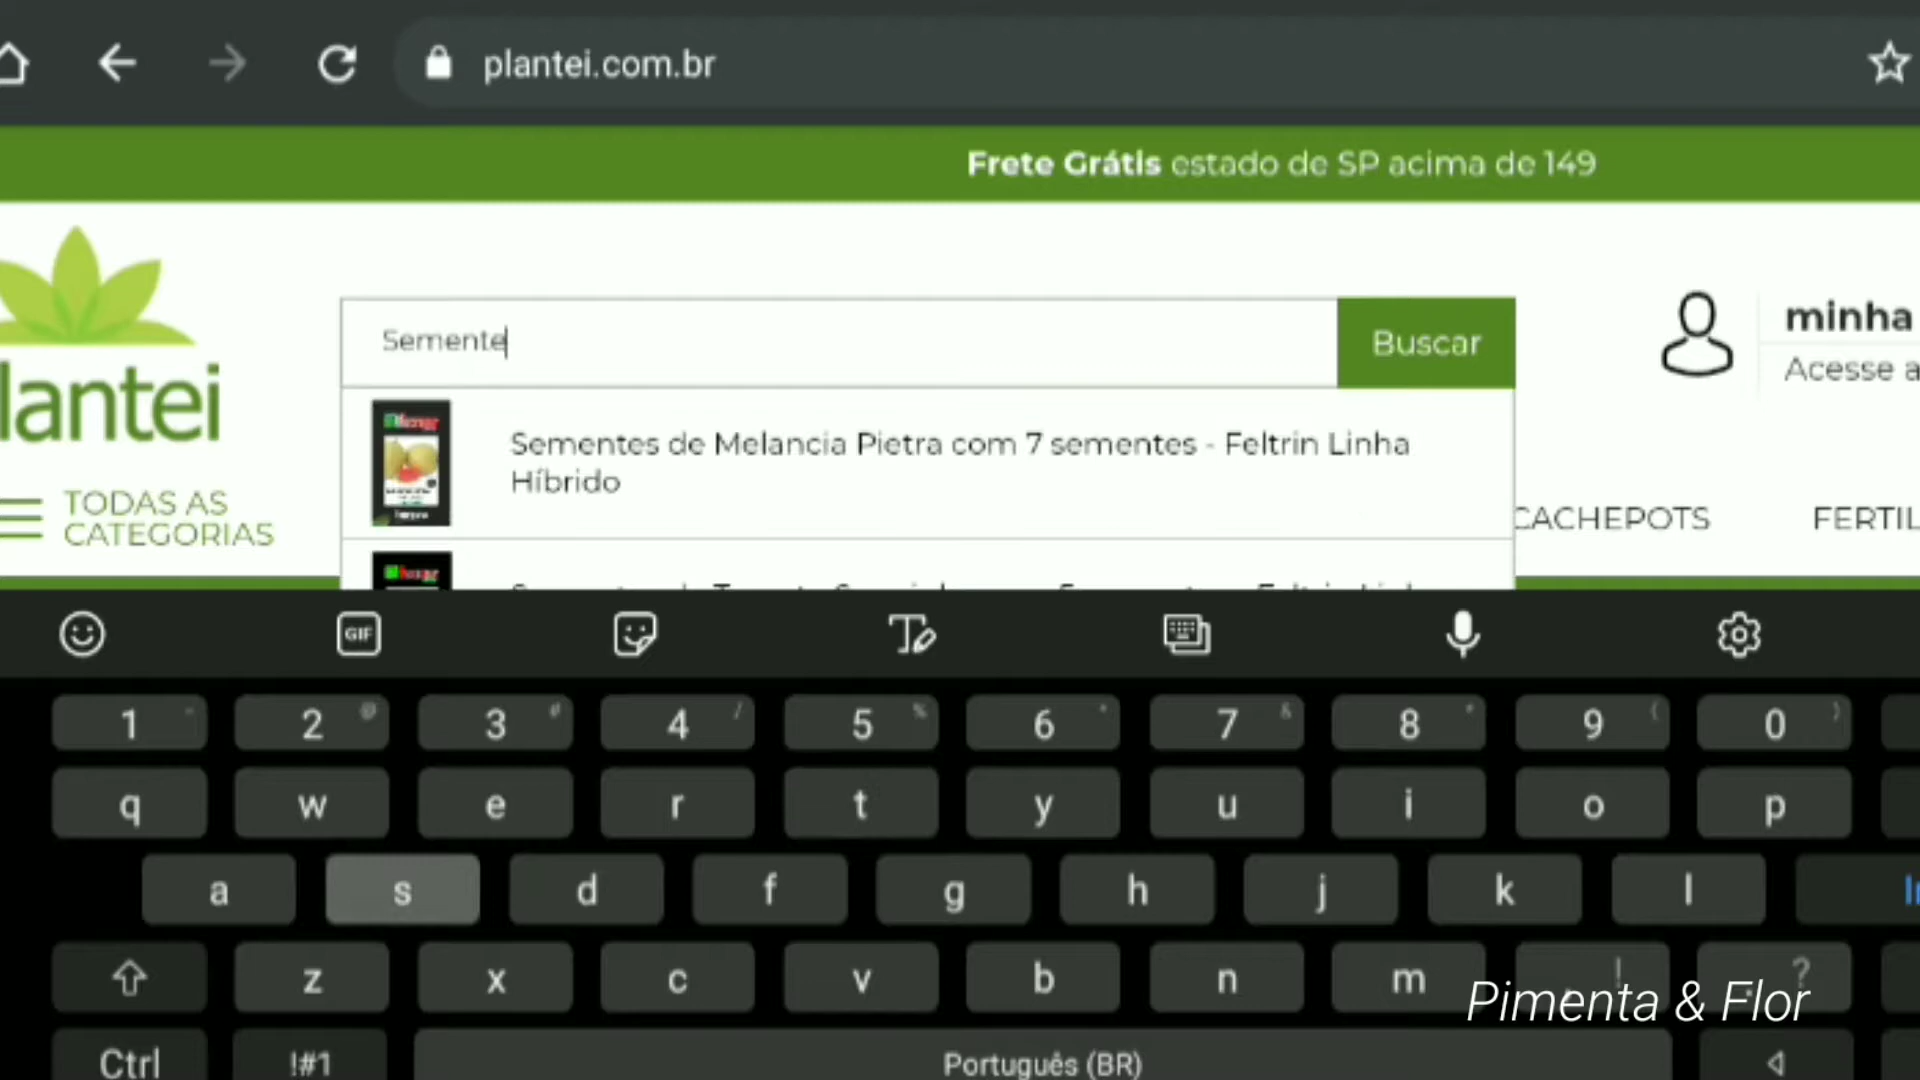 plantei.com.br
Frete Grátis estado de SP acima de 149
lantei
Semente
Buscar
minha
Acesse a
Sementes de Melancia Pietra com 7 sementes - Feltrin Linha
Híbrido
TODAS AS
CATEGORIAS
CACHEPOTS
FERTIL
GIF
1 2 3 4 5 6 7 8 9 0
q w e r t y u i o p
a s d f g h j k l
z x c v b n m ! ?
Pimenta & Flor
Ctrl !#1 Português (BR)